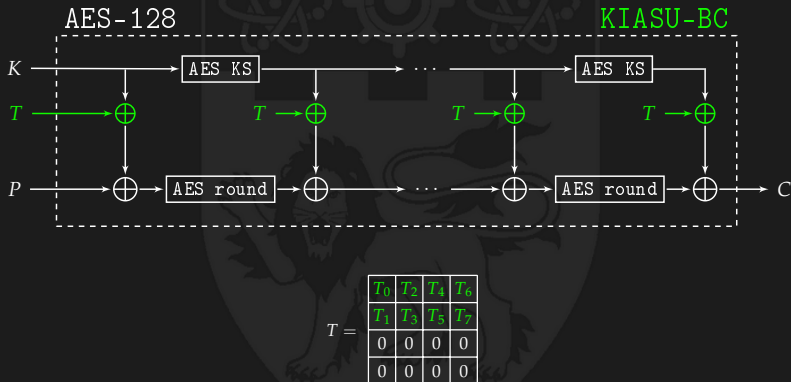 AES-128 KIASU-BC
K AES KS ··· AES KS
T T T T
P AES round ··· AES round C
T₀ T₂ T₄ T₆
T = T₁ T₃ T₅ T₇
0 0 0 0
0 0 0 0